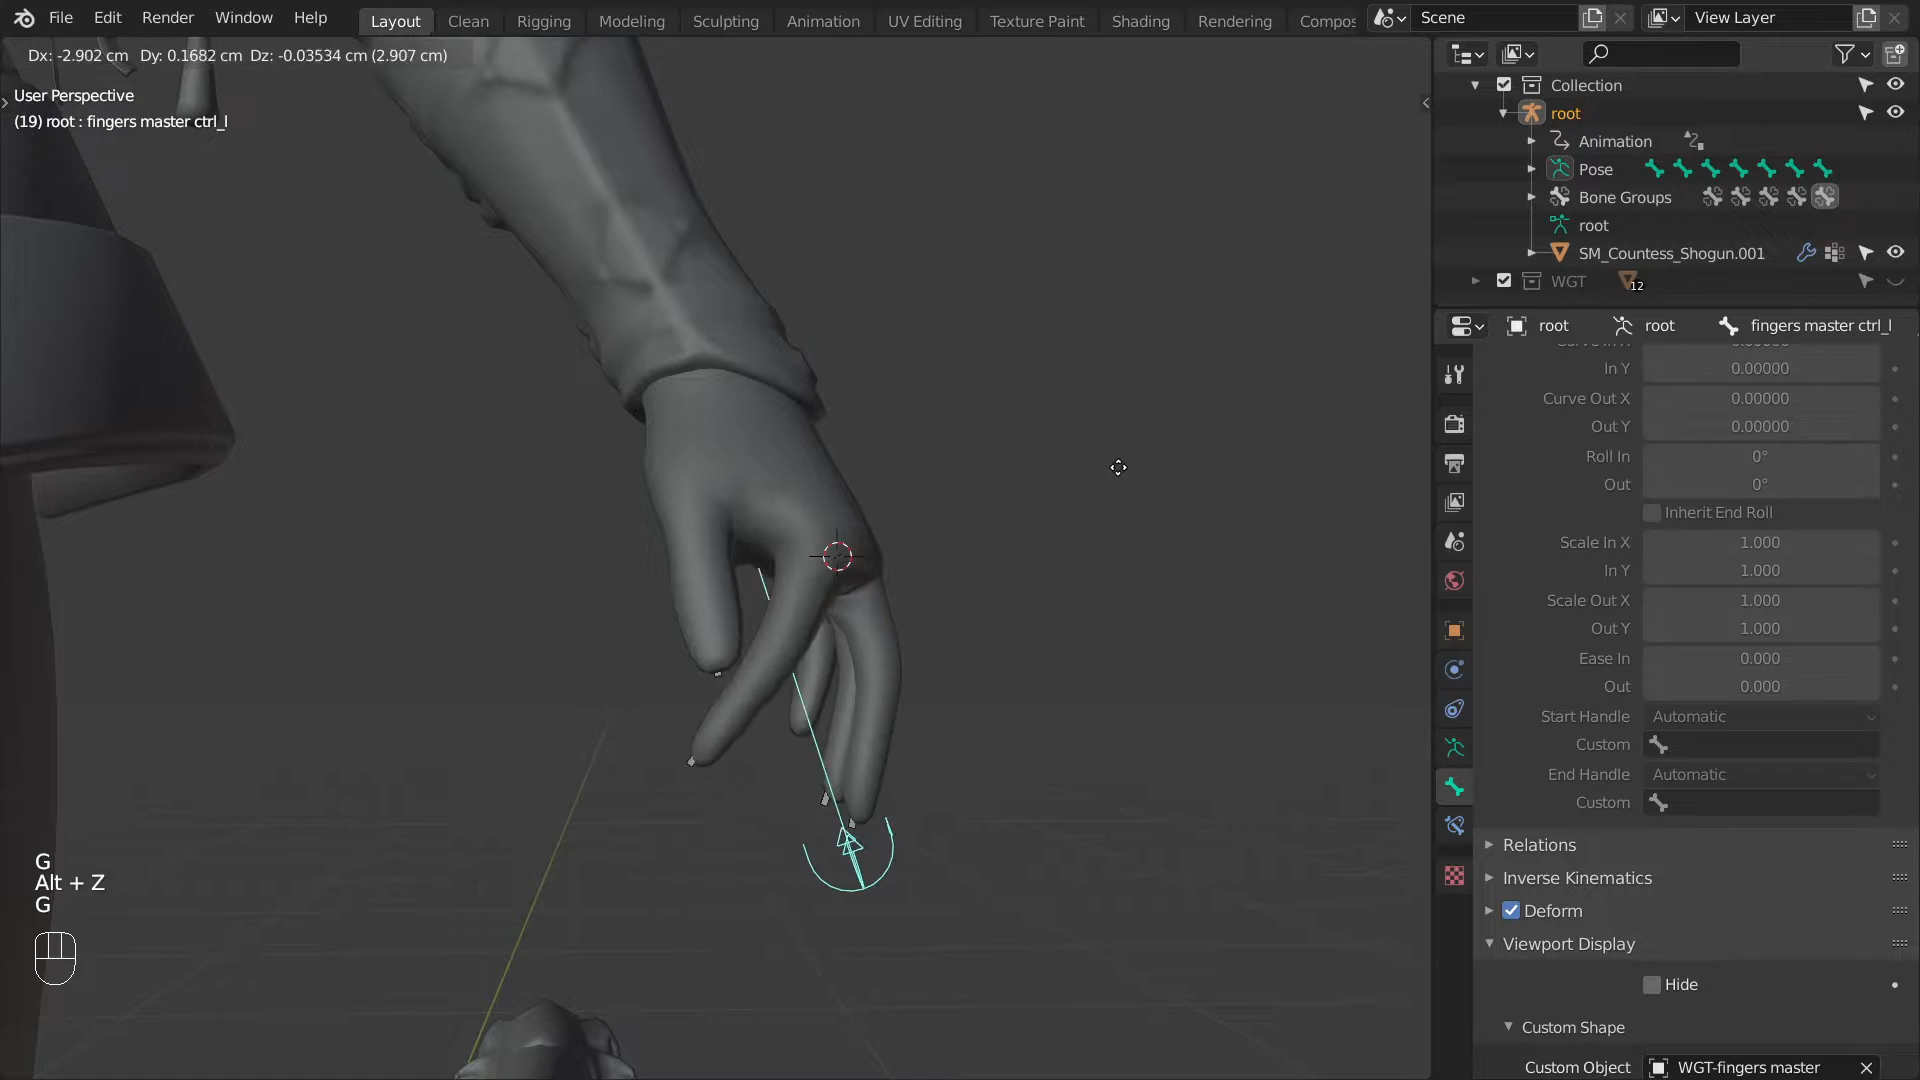 File Edit Render Window Help Layout Clean Rigging Modeling Sculpting Animation UV Editing Texture Paint Shading Rendering Compos Scene View Layer
Dx: -2.902 cm Dy: 0.1682 cm Dz: -0.03534 cm (2.907 cm)
User Perspective
(19) root : fingers master ctrl_l
G
Alt + Z
G
Collection
root
Animation
Pose
Bone Groups
root
SM_Countess_Shogun.001
WGT 12
root root fingers master ctrl_l
In Y 0.00000
Curve Out X 0.00000
Out Y 0.00000
Roll In 0°
Out 0°
Inherit End Roll
Scale In X 1.000
In Y 1.000
Scale Out X 1.000
Out Y 1.000
Ease In 0.000
Out 0.000
Start Handle Automatic
Custom
End Handle Automatic
Custom
Relations
Inverse Kinematics
Deform
Viewport Display
Hide
Custom Shape
Custom Object WGT-fingers master